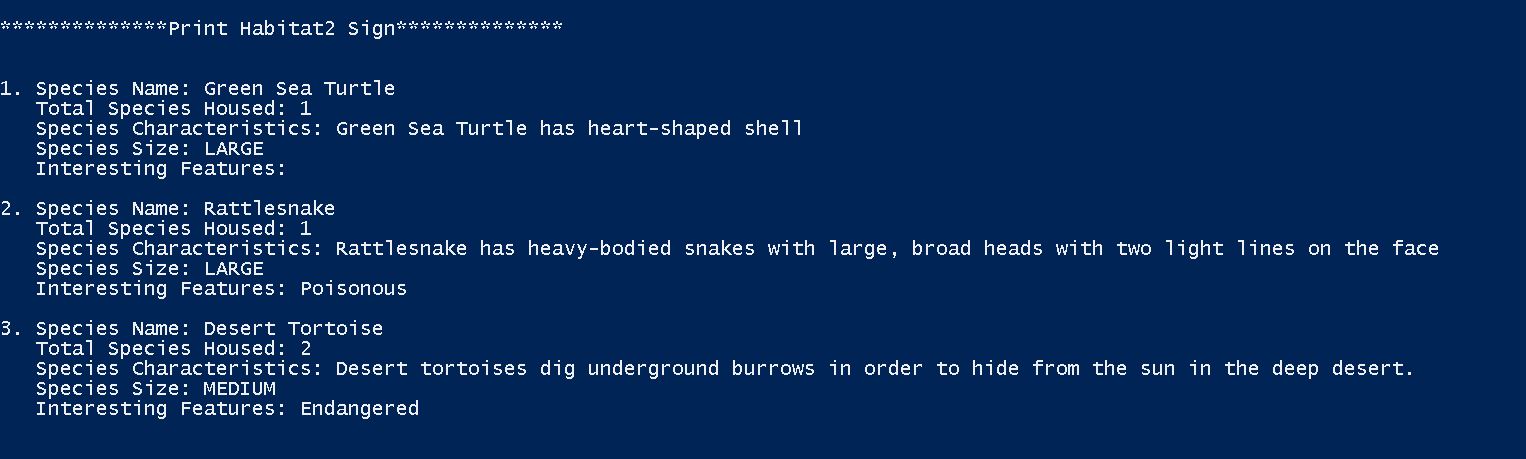 **************Print Habitat2 Sign**************
1. Species Name: Green Sea Turtle
Total Species Housed: 1
Species Characteristics: Green Sea Turtle has heart-shaped shell
Species Size: LARGE
Interesting Features:
2. Species Name: Rattlesnake
Total Species Housed: 1
Species Characteristics: Rattlesnake has heavy-bodied snakes with large, broad heads with two light lines on the face
Species Size: LARGE
Interesting Features: Poisonous
3. Species Name: Desert Tortoise
Total Species Housed: 2
Species Characteristics: Desert tortoises dig underground burrows in order to hide from the sun in the deep desert.
Species Size: MEDIUM
Interesting Features: Endangered